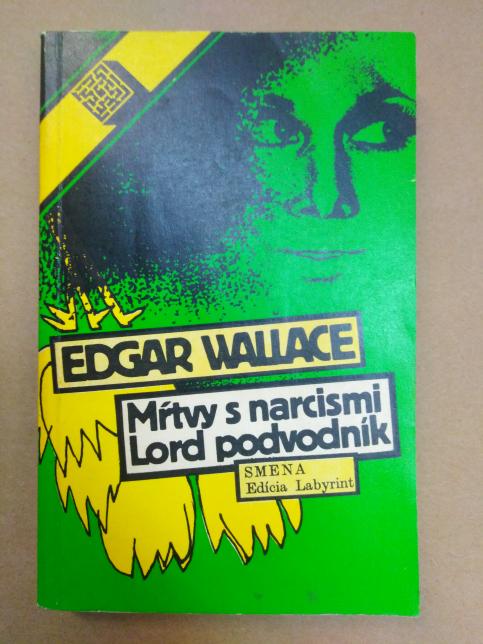 EDGAR WALLACE
Mŕtvy s narcismi
Lord podvodník
SMENA
Edícia Labyrint